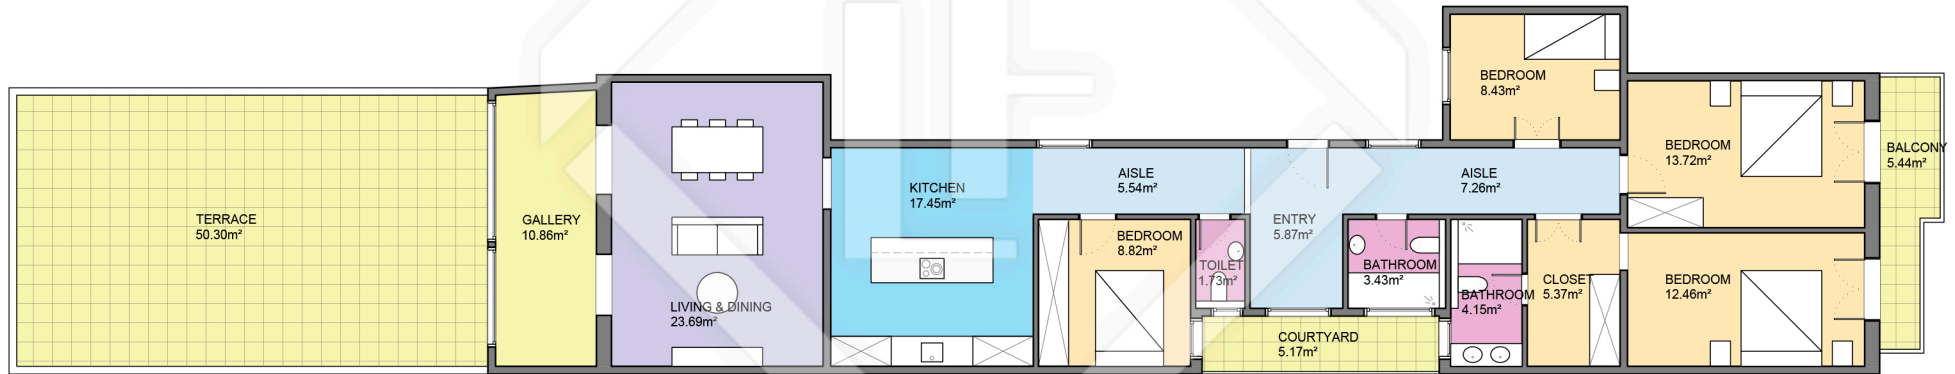 TERRACE
50.30m²
GALLERY
10.86m²
LIVING & DINING
23.69m²
KITCHEN
17.45m²
AISLE
5.54m²
BEDROOM
8.82m²
TOILET
1.73m²
ENTRY
5.87m²
COURTYARD
5.17m²
BATHROOM
3.43m²
AISLE
7.26m²
BEDROOM
8.43m²
BATHROOM
4.15m²
CLOSET
5.37m²
BEDROOM
13.72m²
BEDROOM
12.46m²
BALCONY
5.44m²